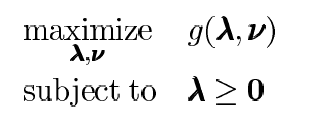 maximize g(λ, ν)
λ,ν
subject to λ ≥ 0